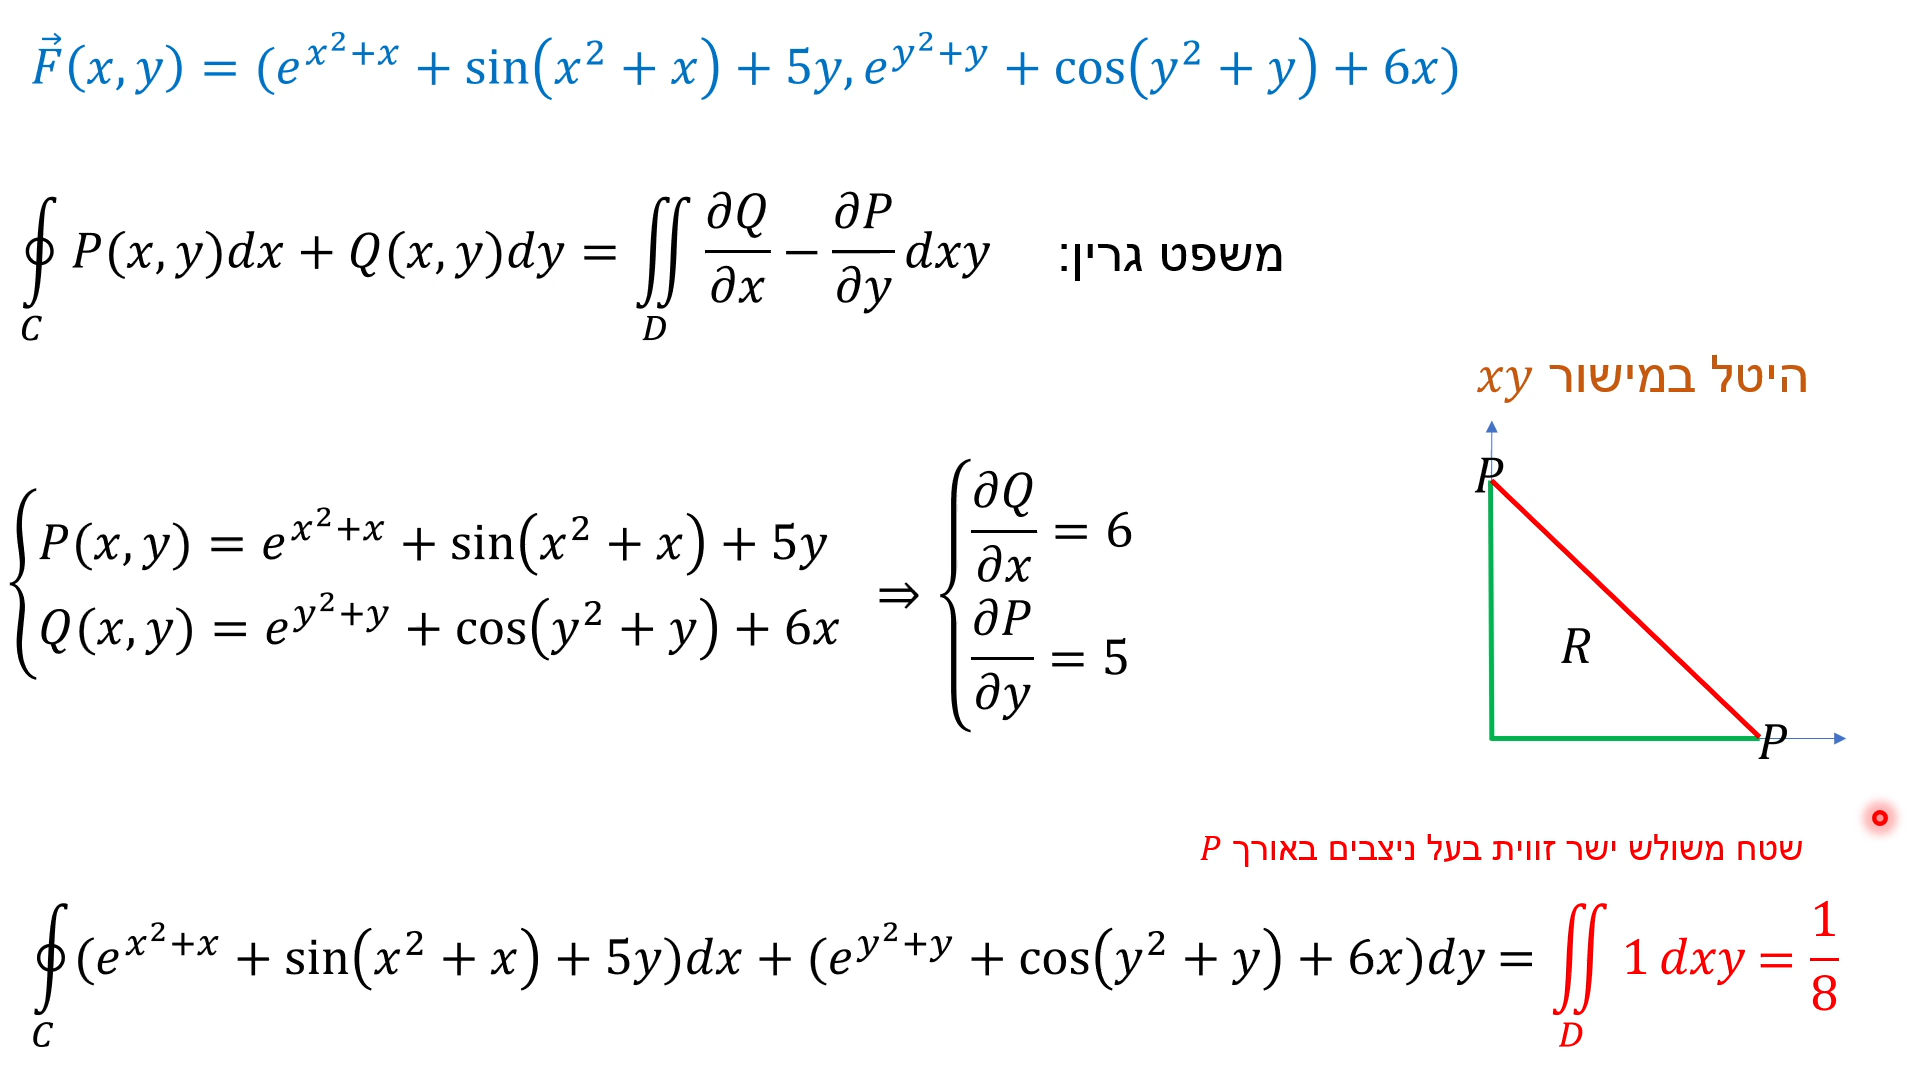 F⃗(x, y) = (e^{x²+x} + sin(x² + x) + 5y, e^{y²+y} + cos(y² + y) + 6x)
משפט גרין: ∮_C P(x, y)dx + Q(x, y)dy = ∬_D ∂Q/∂x − ∂P/∂y dxy
היטל במישור xy
P
{ P(x, y) = e^{x²+x} + sin(x² + x) + 5y
Q(x, y) = e^{y²+y} + cos(y² + y) + 6x
⇒ { ∂Q/∂x = 6
∂P/∂y = 5
R
P
שטח משולש ישר זווית בעל ניצבים באורך P
∮_C (e^{x²+x} + sin(x² + x) + 5y)dx + (e^{y²+y} + cos(y² + y) + 6x)dy = ∬_D 1 dxy = 1/8